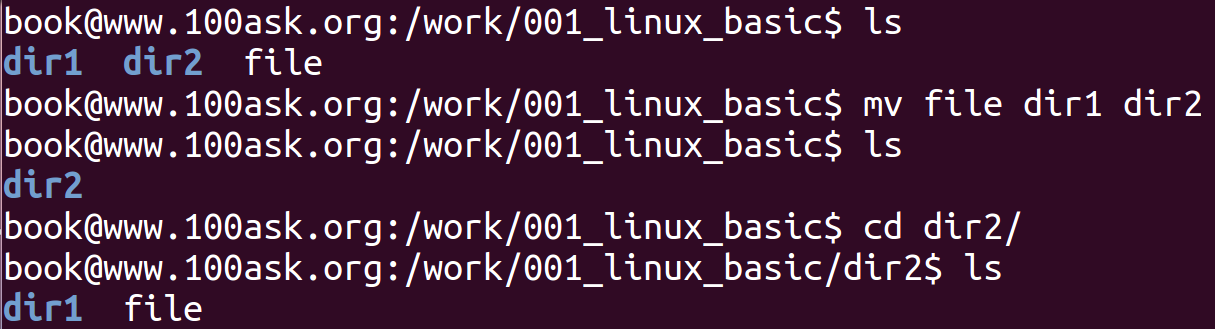 book@www.100ask.org:/work/001_linux_basic$ ls
dir1  dir2  file
book@www.100ask.org:/work/001_linux_basic$ mv file dir1 dir2
book@www.100ask.org:/work/001_linux_basic$ ls
dir2
book@www.100ask.org:/work/001_linux_basic$ cd dir2/
book@www.100ask.org:/work/001_linux_basic/dir2$ ls
dir1  file